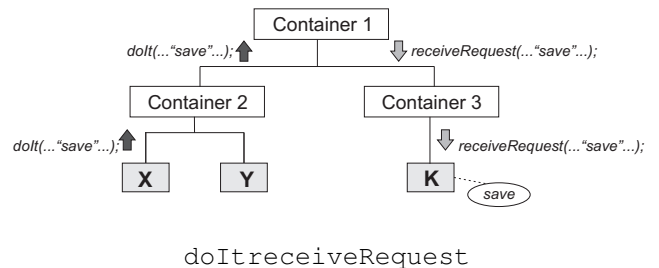 Container 1
doIt(...“save”...);
receiveRequest(...“save”...);
Container 2
Container 3
doIt(...“save”...);
receiveRequest(...“save”...);
X
Y
K
save
doItreceiveRequest